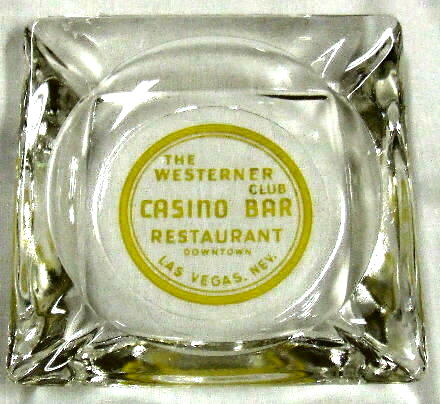 THE
WESTERNER
CLUB
CASINO BAR
RESTAURANT
DOWNTOWN
LAS VEGAS, NEV.